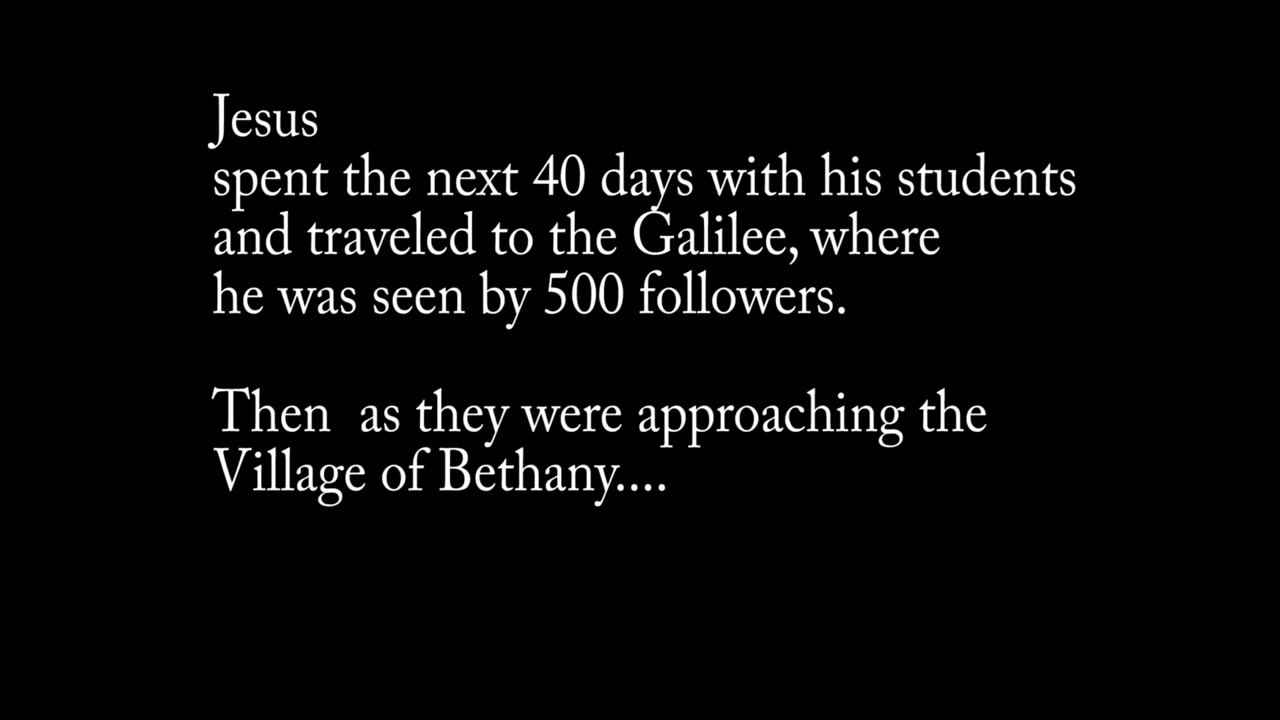 Jesus
spent the next 40 days with his students
and traveled to the Galilee, where
he was seen by 500 followers.
Then  as they were approaching the
Village of Bethany....